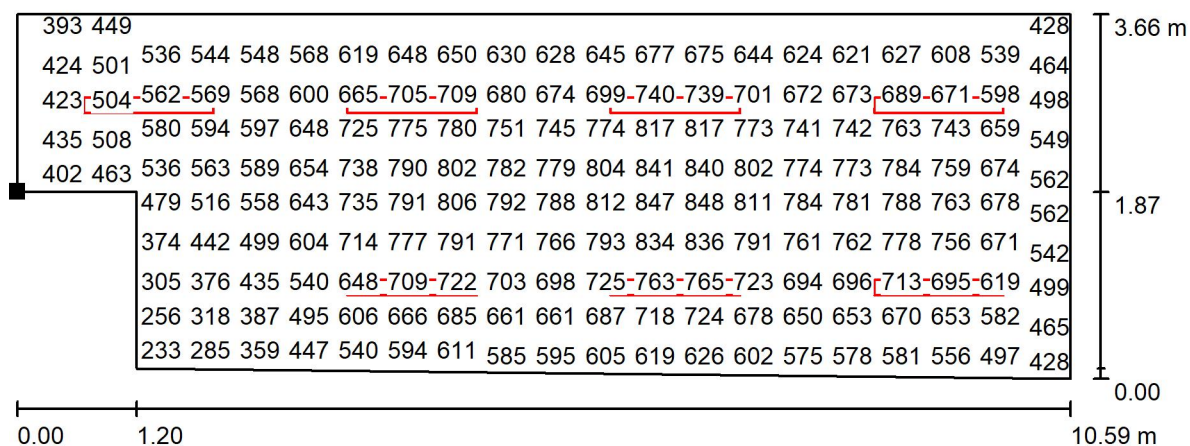 393 449 428
3.66 m
536 544 548 568 619 648 650 630 628 645 677 675 644 624 621 627 608 539
424 501 464
423 504 562 569 568 600 665 705 709 680 674 699 740 739 701 672 673 689 671 598 498
580 594 597 648 725 775 780 751 745 774 817 817 773 741 742 763 743 659
435 508 549
536 563 589 654 738 790 802 782 779 804 841 840 802 774 773 784 759 674
402 463 562
479 516 558 643 735 791 806 792 788 812 847 848 811 784 781 788 763 678 562
1.87
374 442 499 604 714 777 791 771 766 793 834 836 791 761 762 778 756 671 542
305 376 435 540 648 709 722 703 698 725 763 765 723 694 696 713 695 619 499
256 318 387 495 606 666 685 661 661 687 718 724 678 650 653 670 653 582 465
233 285 359 447 540 594 611 585 595 605 619 626 602 575 578 581 556 497 428
0.00
0.00 1.20 10.59 m